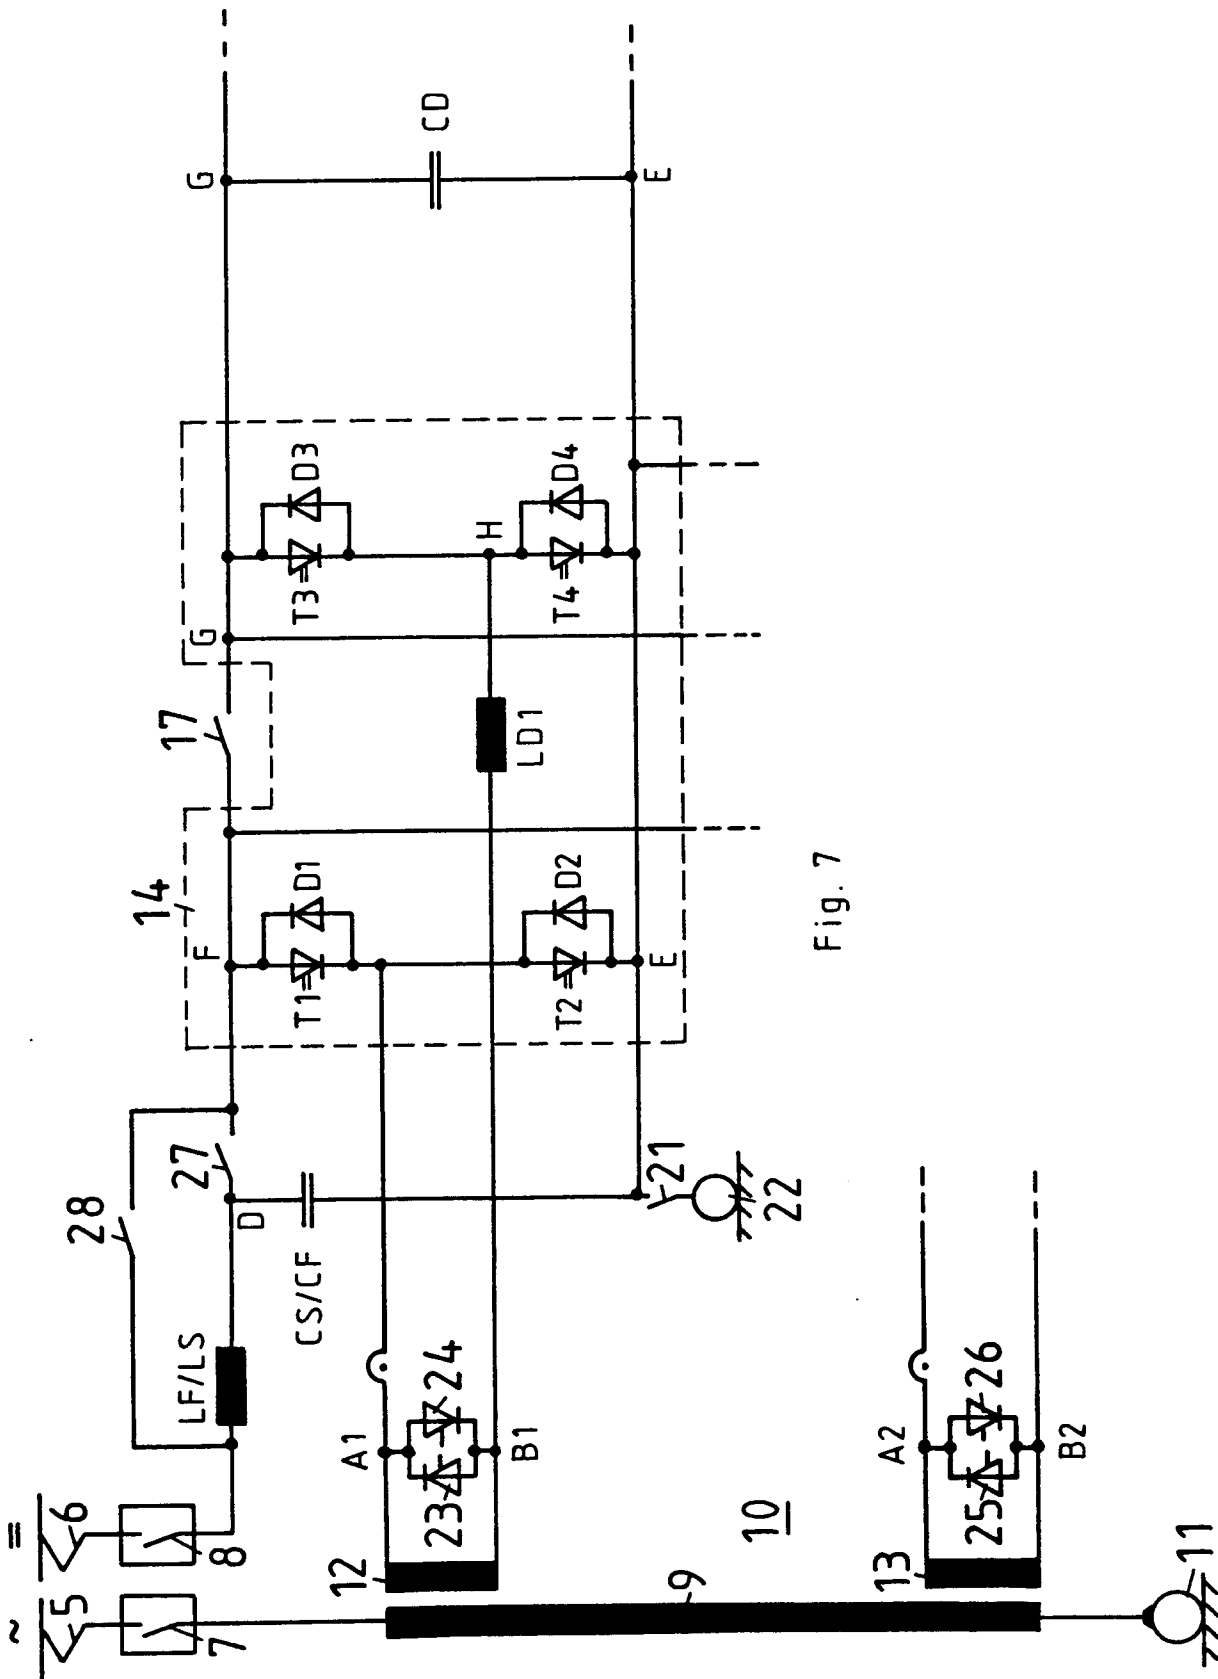 ~
=
5
6
7
8
LF/LS
28
27
D
CS/CF
21
22
14
F
T1
D1
T2
D2
E
17
G
LD1
H
T3
D3
T4
D4
G
CD
E
A1
B1
23
24
12
10
9
13
A2
B2
25
26
11
Fig. 7